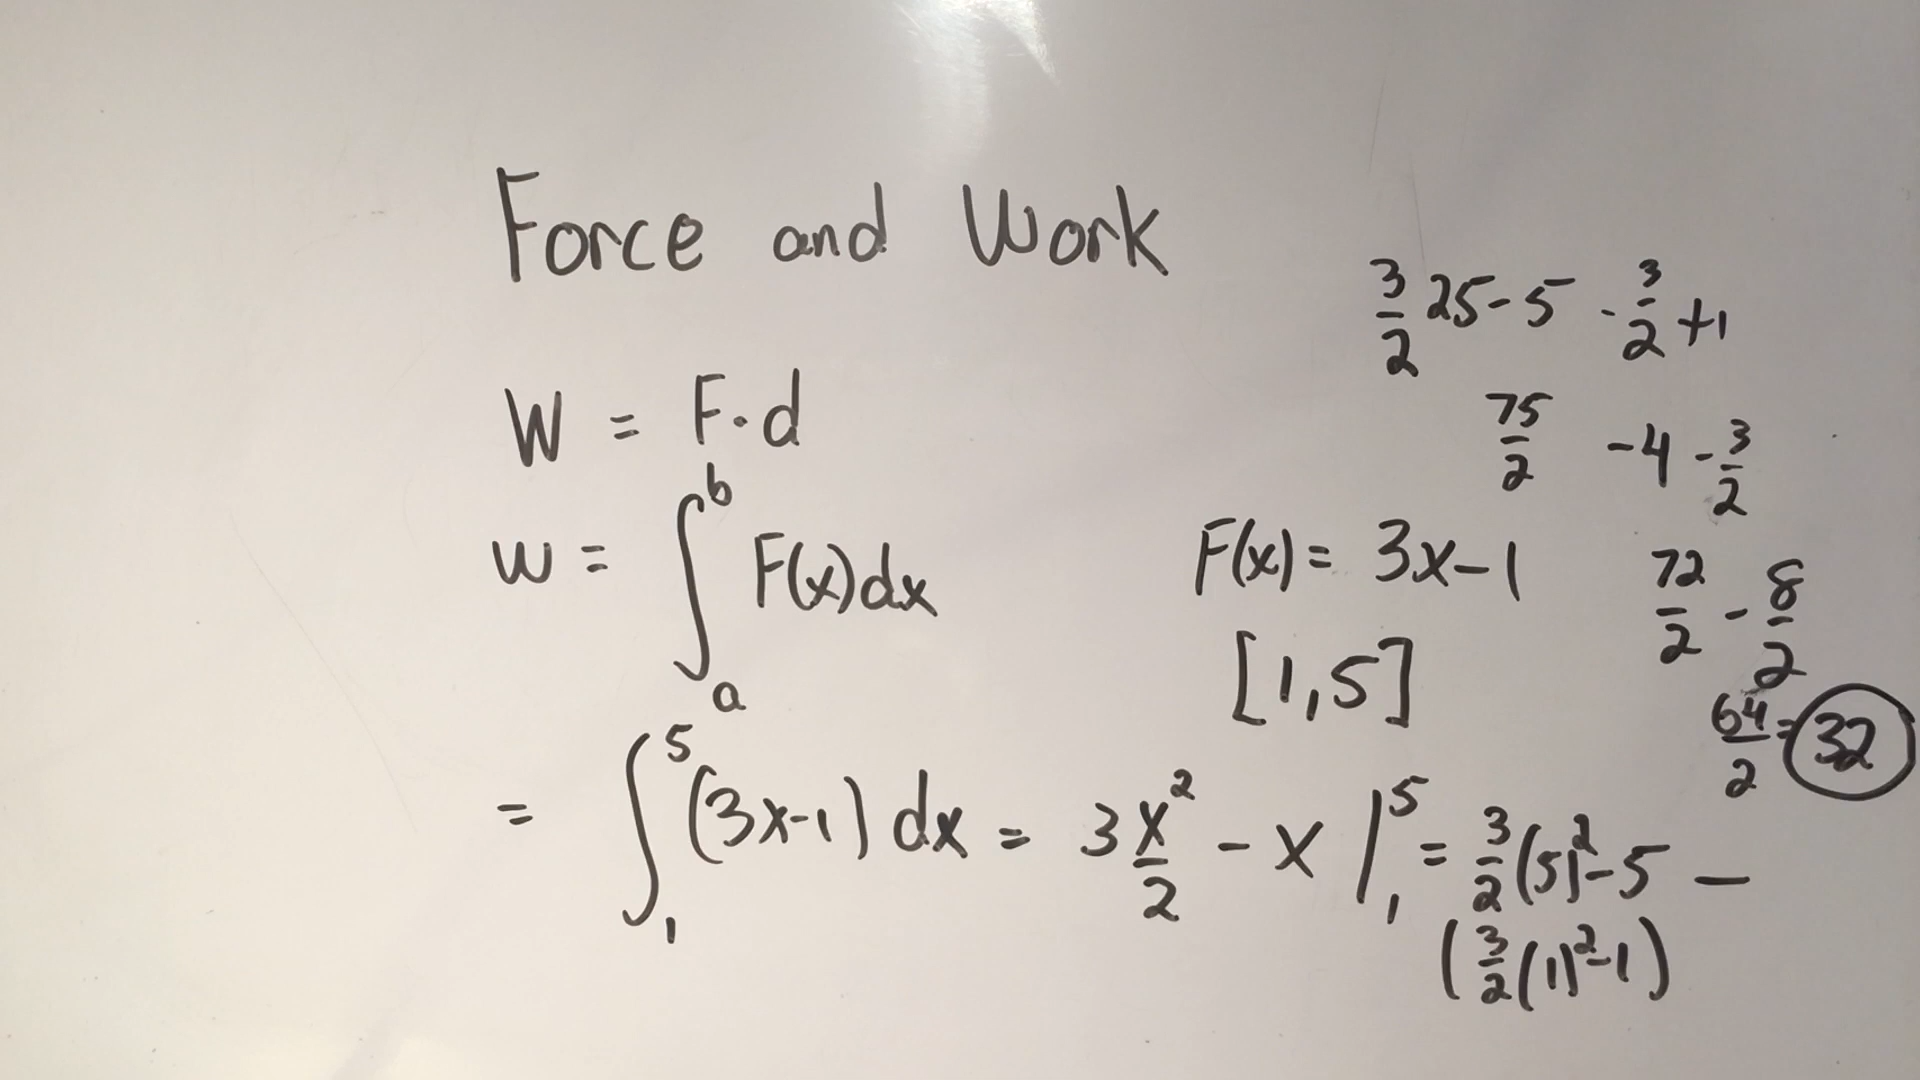 Force and Work
W = F·d
W = ∫_a^b F(x)dx
F(x) = 3x-1
[1,5]
= ∫_1^5 (3x-1) dx = 3 x^2/2 - x |_1^5 = 3/2 (5)^2 - 5 -
(3/2 (1)^2 - 1)
3/2 25 - 5 - 3/2 + 1
75/2 - 4 - 3/2
72/2 - 8/2
64/2 = 32